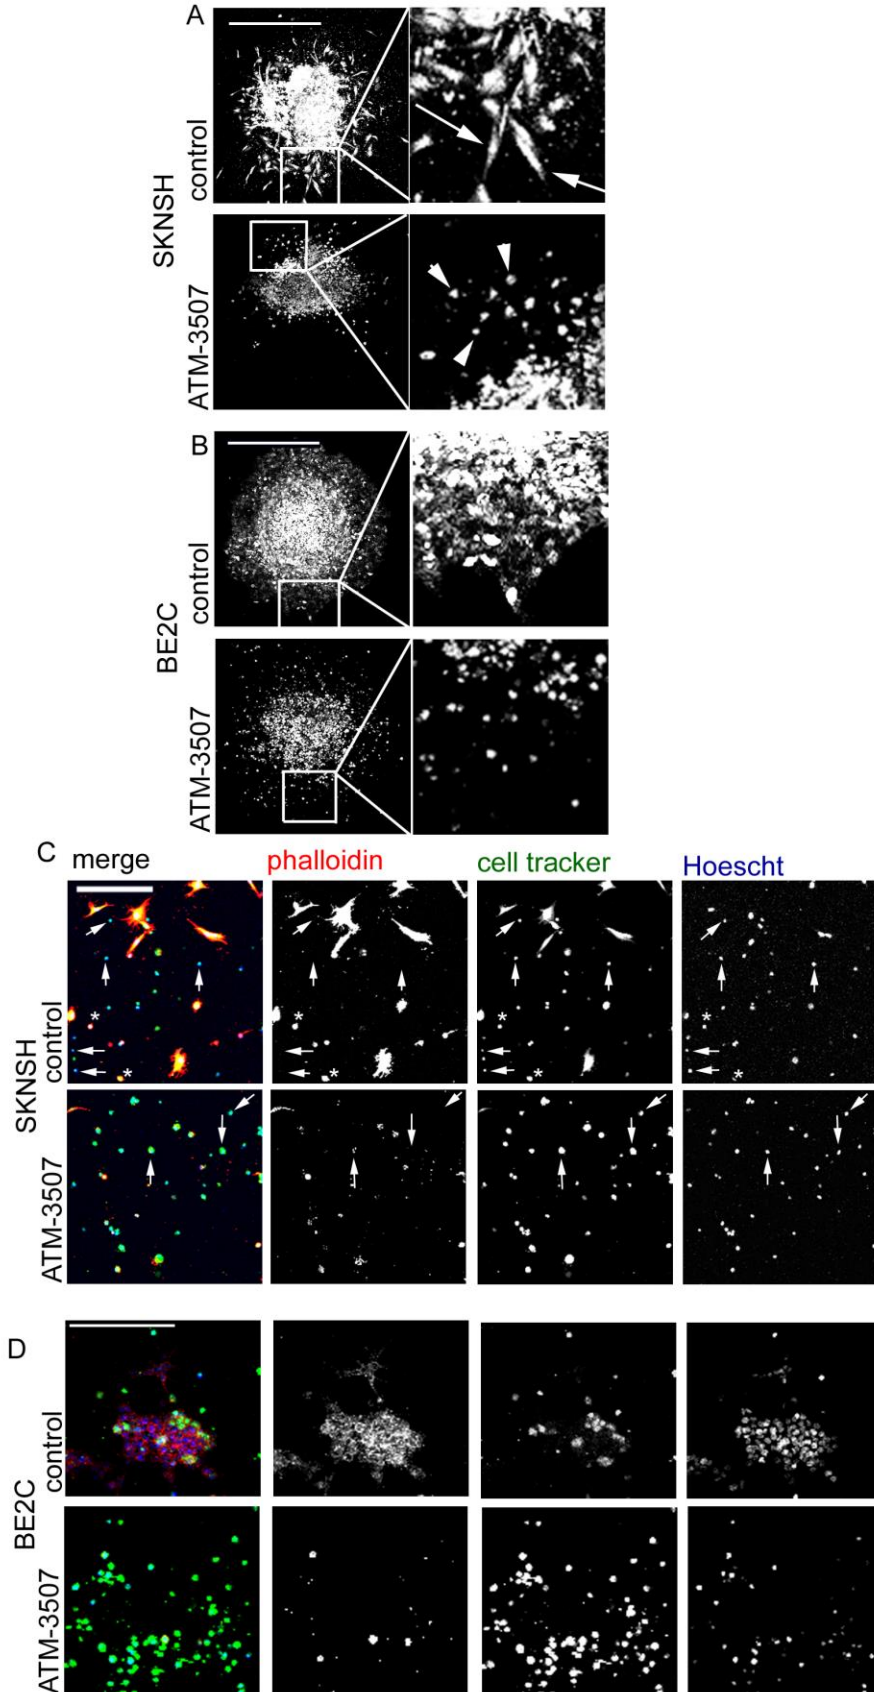 A
SKNSH
control
ATM-3507
B
BE2C
control
ATM-3507
C
merge
phalloidin
cell tracker
Hoescht
SKNSH
control
*
*
*
*
*
*
*
*
ATM-3507
D
BE2C
control
ATM-3507